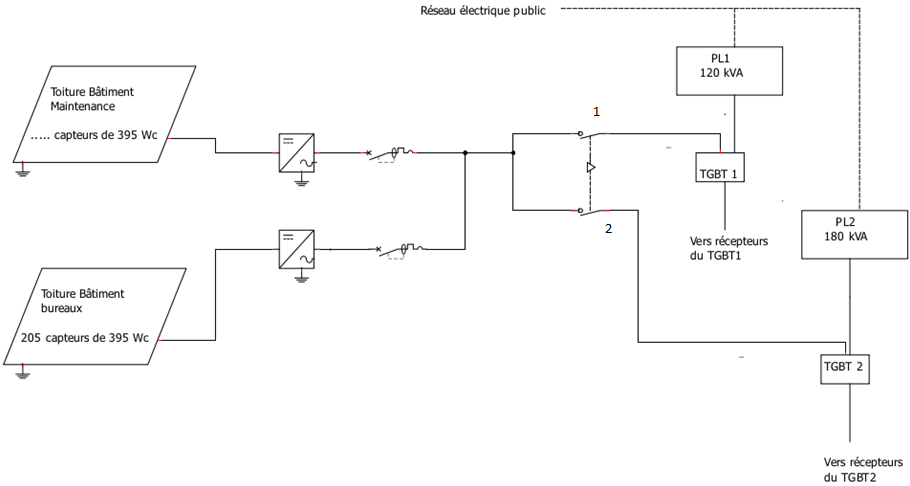 Réseau électrique public
PL1
120 kVA
Toiture Bâtiment
Maintenance
..... capteurs de 395 Wc
1
TGBT 1
2
PL2
180 kVA
Vers récepteurs
du TGBT1
Toiture Bâtiment
bureaux
205 capteurs de 395 Wc
TGBT 2
Vers récepteurs
du TGBT2